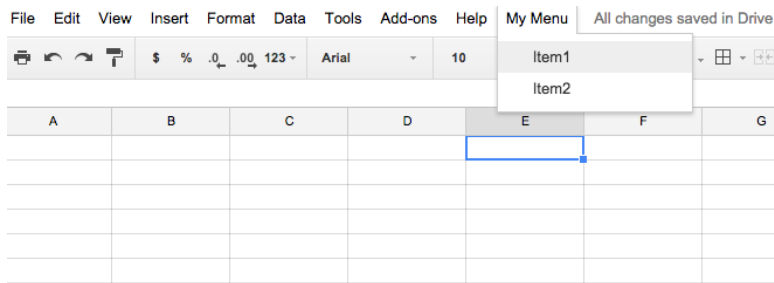 File Edit View Insert Format Data Tools Add-ons Help My Menu All changes saved in Drive
$ % .0 .00 123 Arial 10 Item1
Item2
A B C D E F G